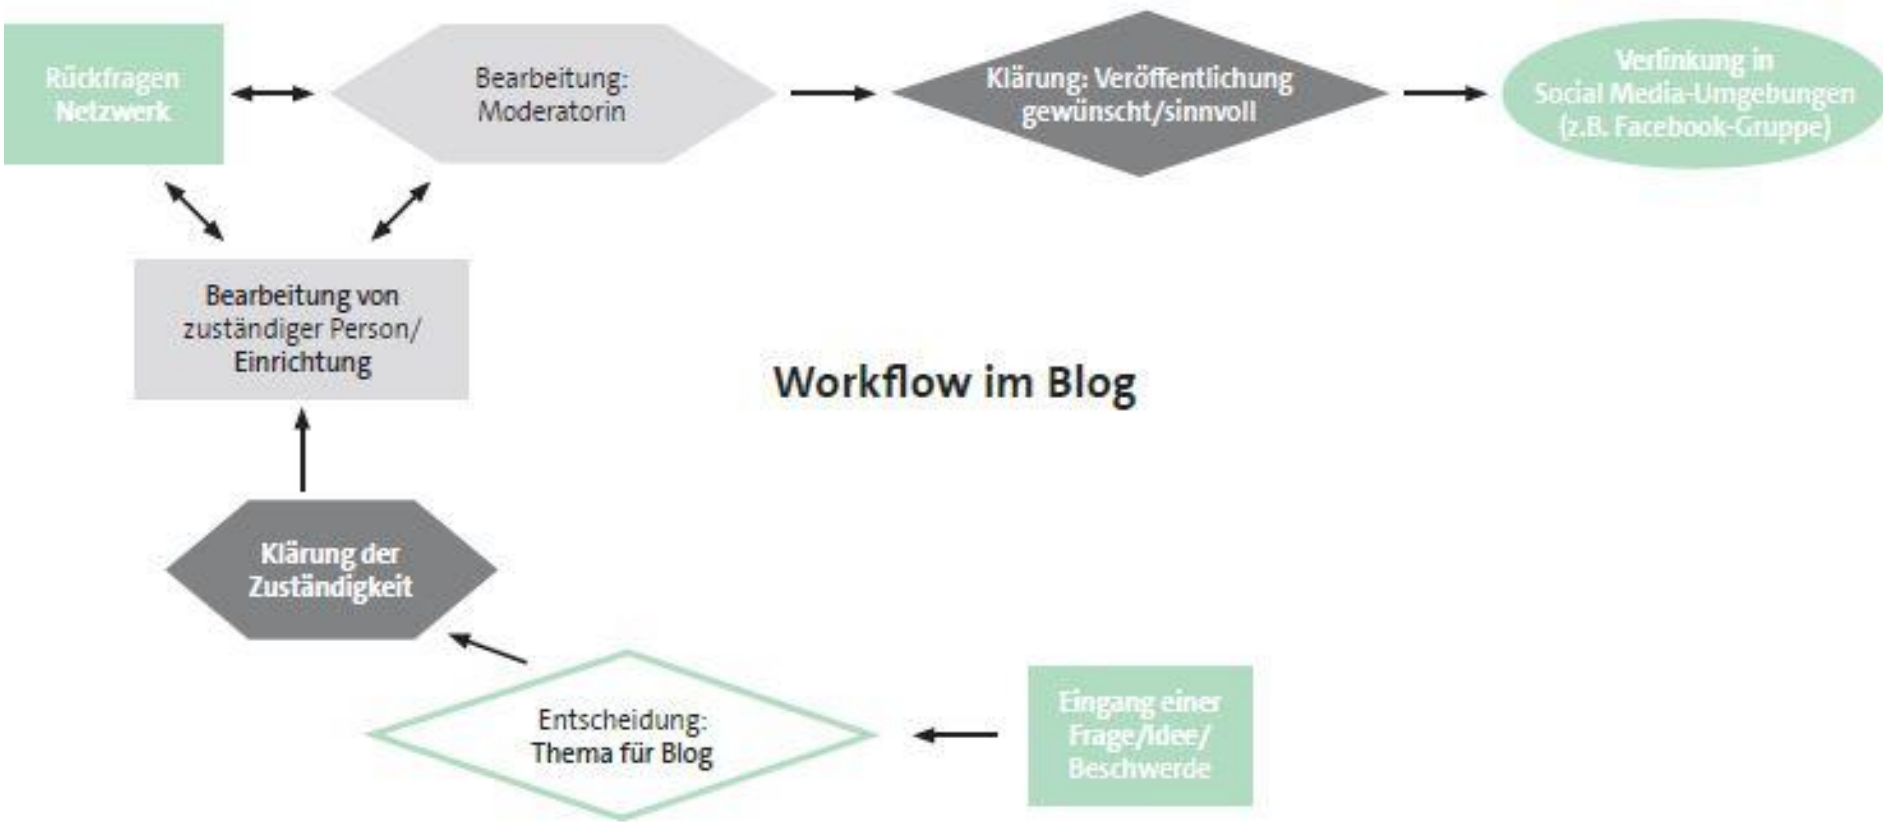 Rückfragen
Netzwerk
Bearbeitung:
Moderatorin
Klärung: Veröffentlichung
gewünscht/sinnvoll
Verlinkung in
Social Media-Umgebungen
(z.B. Facebook-Gruppe)
Bearbeitung von
zuständiger Person/
Einrichtung
Workflow im Blog
Klärung der
Zuständigkeit
Entscheidung:
Thema für Blog
Eingang einer
Frage/Idee/
Beschwerde